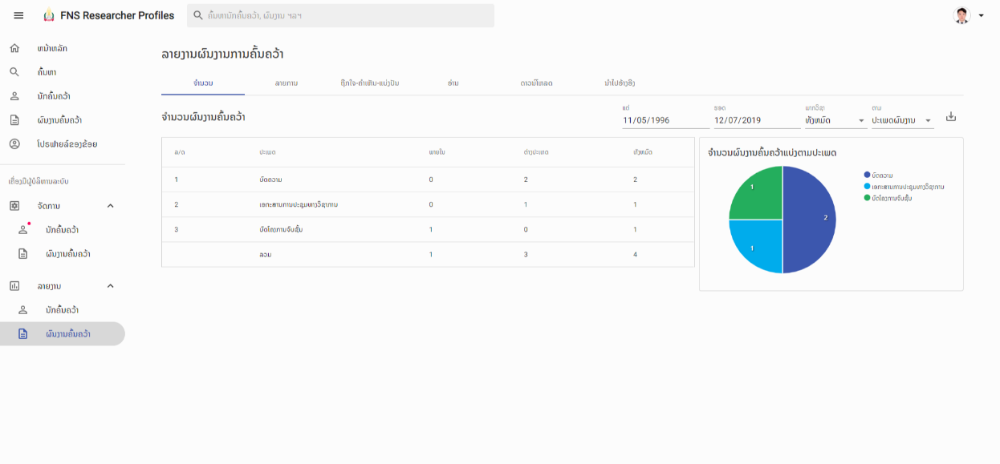 FNS Researcher Profiles
ຄົ້ນຫານັກຄົ້ນຄວ້າ, ຜົນງານ ຯລຯ
ໜ້າຫລັກ
ຄົ້ນຫາ
ນັກຄົ້ນຄວ້າ
ຜົນງານຄົ້ນຄວ້າ
ໂປຣຟາຍລ໌ຂອງຂ້ອຍ
ເຄື່ອງມືຜູ້ບໍລິຫານລະບົບ
ຈັດການ
ນັກຄົ້ນຄວ້າ
ຜົນງານຄົ້ນຄວ້າ
ລາຍງານ
ນັກຄົ້ນຄວ້າ
ຜົນງານຄົ້ນຄວ້າ
ລາຍງານຜົນງານການຄົ້ນຄວ້າ
ຈຳນວນ ລາຍການ ຖືກໃຈ-ຄຳເຫັນ-ແບ່ງປັນ ອ່ານ ດາວນ໌ໂຫລດ ນຳໄປອ້າງອີງ
ຈຳນວນຜົນງານຄົ້ນຄວ້າ
ແຕ່ ຮອດ ພາກວິຊາ ຕາມ
11/05/1996 12/07/2019 ທັງຫມົດ ປະເພດຜົນງານ
ລ/ດ ປະເພດ ພາຍໃນ ຕ່າງປະເທດ ທັງຫມົດ
1 ບົດຄວາມ 0 2 2
2 ເອກະສານການປະຊຸມທາງວິຊາການ 0 1 1
3 ບົດໂຄງການຈົບຊັ້ນ 1 0 1
ລວມ 1 3 4
ຈຳນວນຜົນງານຄົ້ນຄວ້າແບ່ງຕາມປະເພດ
1
2
1
ບົດຄວາມ
ເອກະສານການປະຊຸມທາງວິຊາການ
ບົດໂຄງການຈົບຊັ້ນ